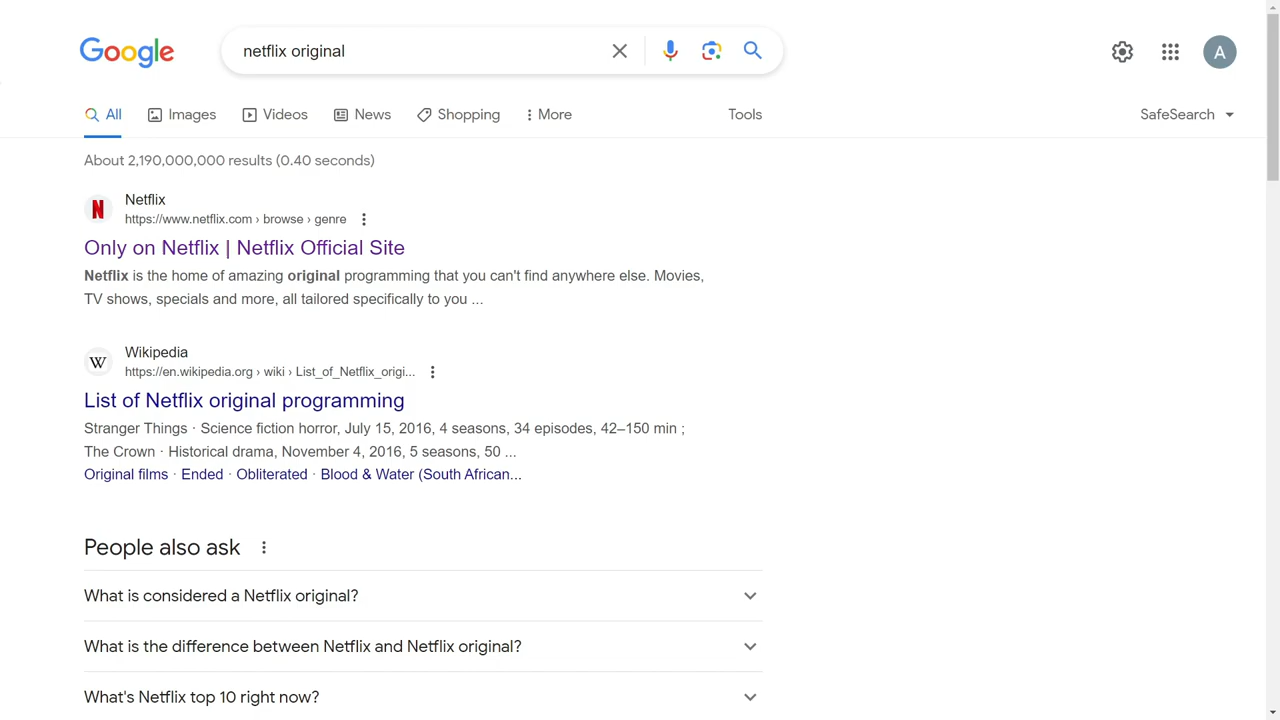 Google
netflix original
A
All
Images
Videos
News
Shopping
More
Tools
SafeSearch
About 2,190,000,000 results (0.40 seconds)
N
Netflix
https://www.netflix.com › browse › genre
Only on Netflix | Netflix Official Site
Netflix is the home of amazing original programming that you can't find anywhere else. Movies,
TV shows, specials and more, all tailored specifically to you ...
W
Wikipedia
https://en.wikipedia.org › wiki › List_of_Netflix_origi...
List of Netflix original programming
Stranger Things · Science fiction horror, July 15, 2016, 4 seasons, 34 episodes, 42–150 min ;
The Crown · Historical drama, November 4, 2016, 5 seasons, 50 ...
Original films · Ended · Obliterated · Blood & Water (South African...
People also ask
What is considered a Netflix original?
What is the difference between Netflix and Netflix original?
What's Netflix top 10 right now?